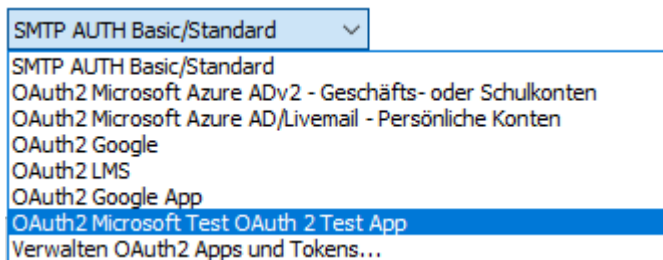 SMTP AUTH Basic/Standard
SMTP AUTH Basic/Standard
OAuth2 Microsoft Azure ADv2 - Geschäfts- oder Schulkonten
OAuth2 Microsoft Azure AD/Livemail - Persönliche Konten
OAuth2 Google
OAuth2 LMS
OAuth2 Google App
OAuth2 Microsoft Test OAuth 2 Test App
Verwalten OAuth2 Apps und Tokens...